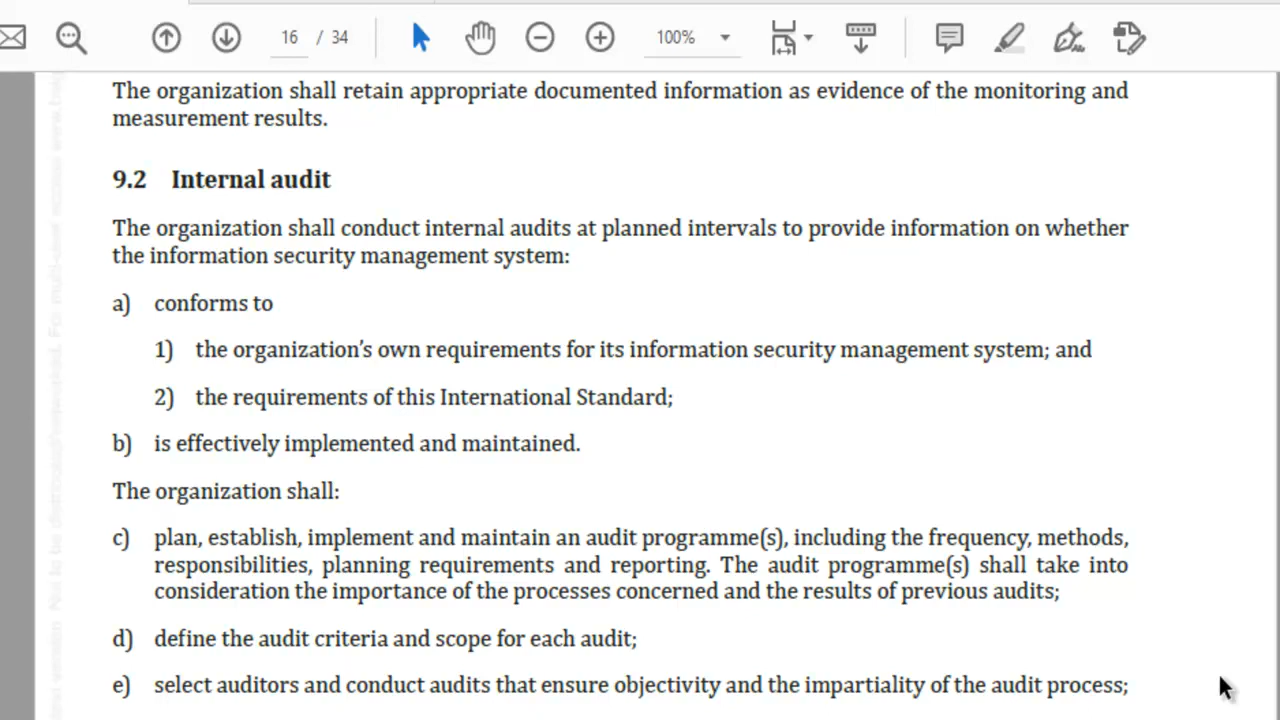 16 / 34
100%
The organization shall retain appropriate documented information as evidence of the monitoring and
measurement results.
9.2 Internal audit
The organization shall conduct internal audits at planned intervals to provide information on whether
the information security management system:
a) conforms to
1) the organization’s own requirements for its information security management system; and
2) the requirements of this International Standard;
b) is effectively implemented and maintained.
The organization shall:
c) plan, establish, implement and maintain an audit programme(s), including the frequency, methods,
responsibilities, planning requirements and reporting. The audit programme(s) shall take into
consideration the importance of the processes concerned and the results of previous audits;
d) define the audit criteria and scope for each audit;
e) select auditors and conduct audits that ensure objectivity and the impartiality of the audit process;